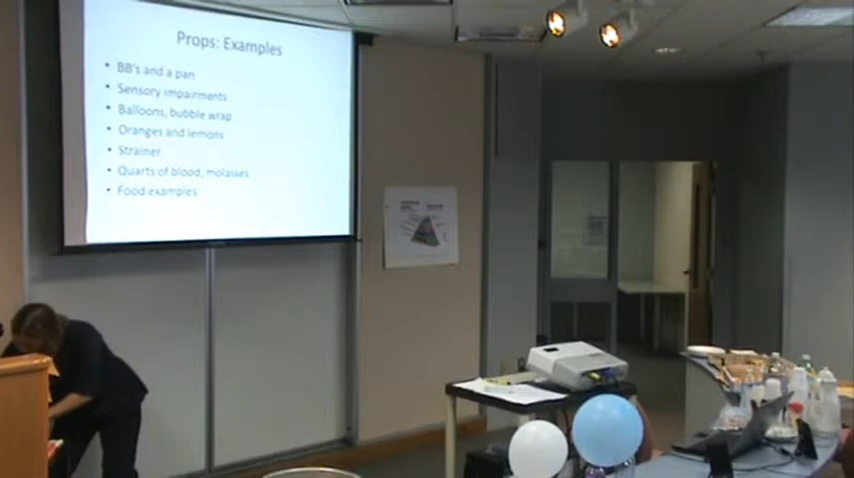 Props: Examples
• BB's and a pan
• Sensory impairments
• Balloons, bubble wrap
• Oranges and lemons
• Strainer
• Quarts of blood, molasses
• Food examples